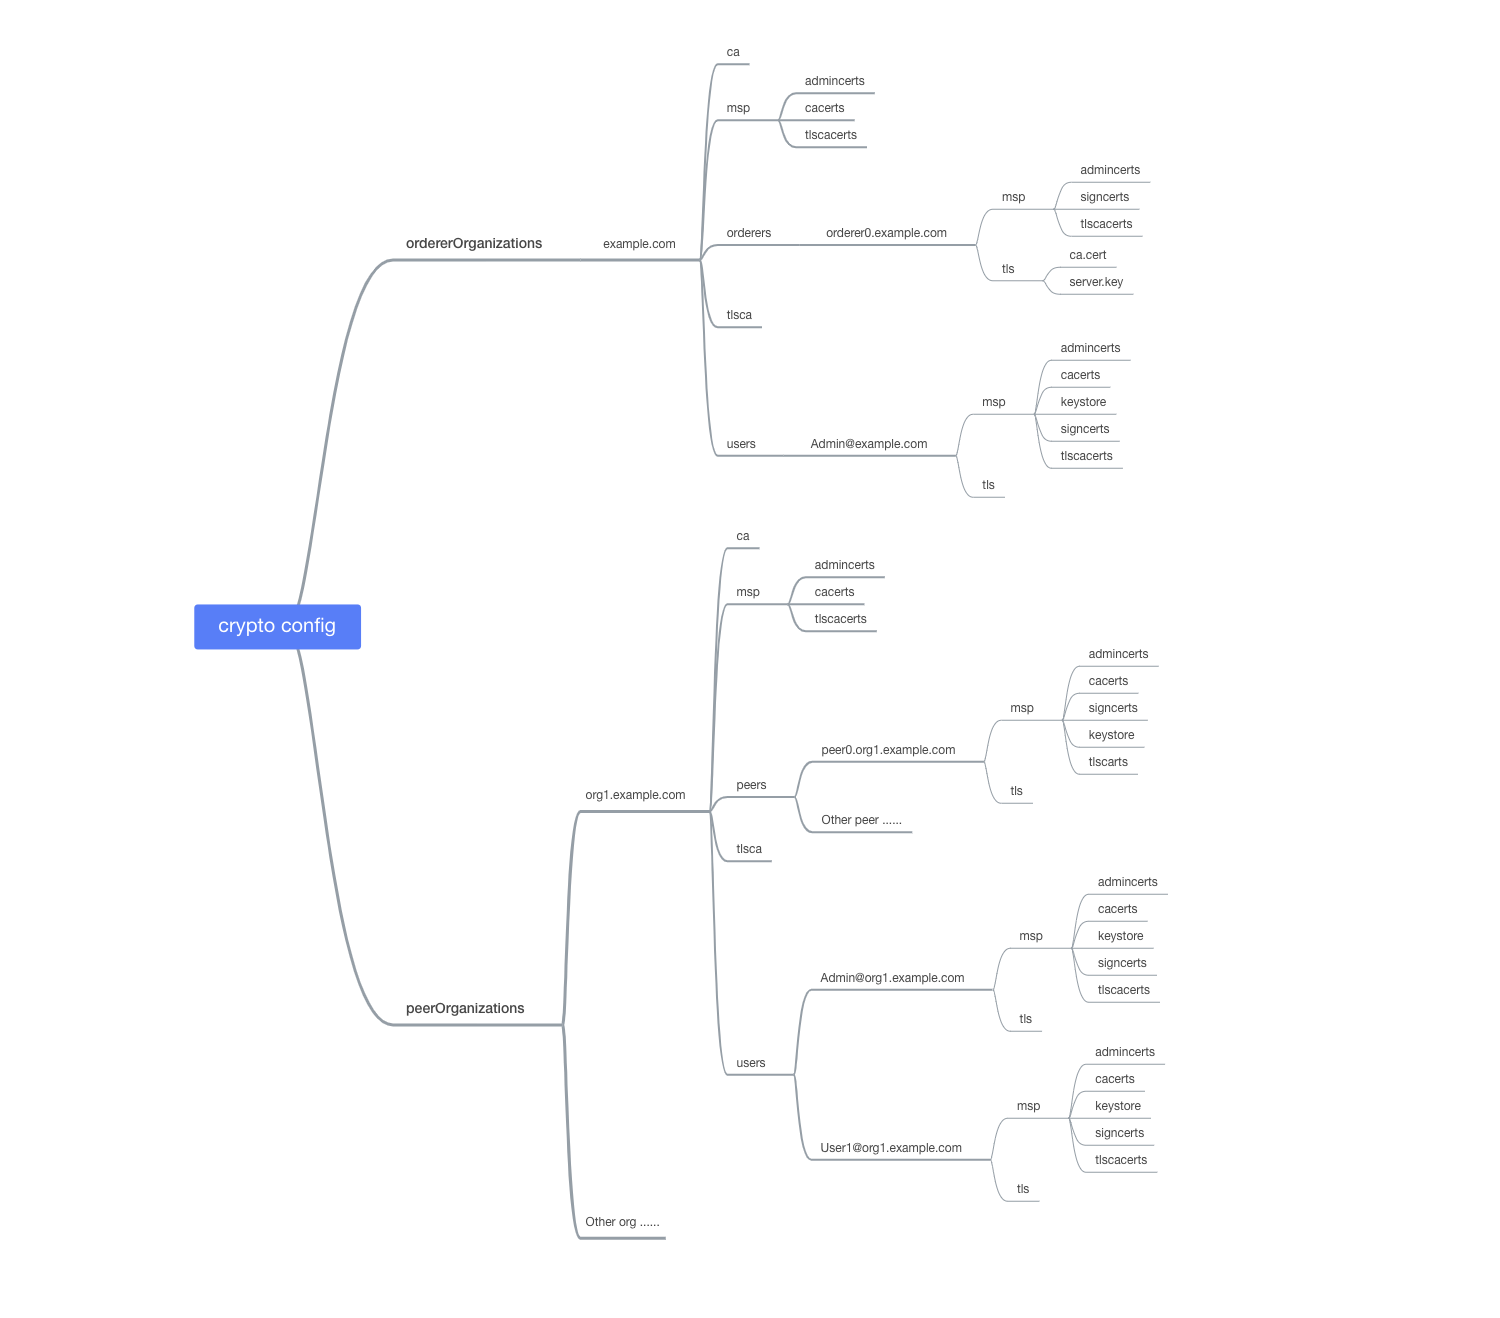 crypto config
ordererOrganizations
example.com
ca
msp
admincerts
cacerts
tlscacerts
orderers
orderer0.example.com
msp
admincerts
signcerts
tlscacerts
tls
ca.cert
server.key
tlsca
users
Admin@example.com
msp
admincerts
cacerts
keystore
signcerts
tlscacerts
tls
peerOrganizations
org1.example.com
ca
msp
admincerts
cacerts
tlscacerts
peers
peer0.org1.example.com
msp
admincerts
cacerts
signcerts
keystore
tlscarts
tls
Other peer ......
tlsca
users
Admin@org1.example.com
msp
admincerts
cacerts
keystore
signcerts
tlscacerts
tls
User1@org1.example.com
msp
admincerts
cacerts
keystore
signcerts
tlscacerts
tls
Other org ......